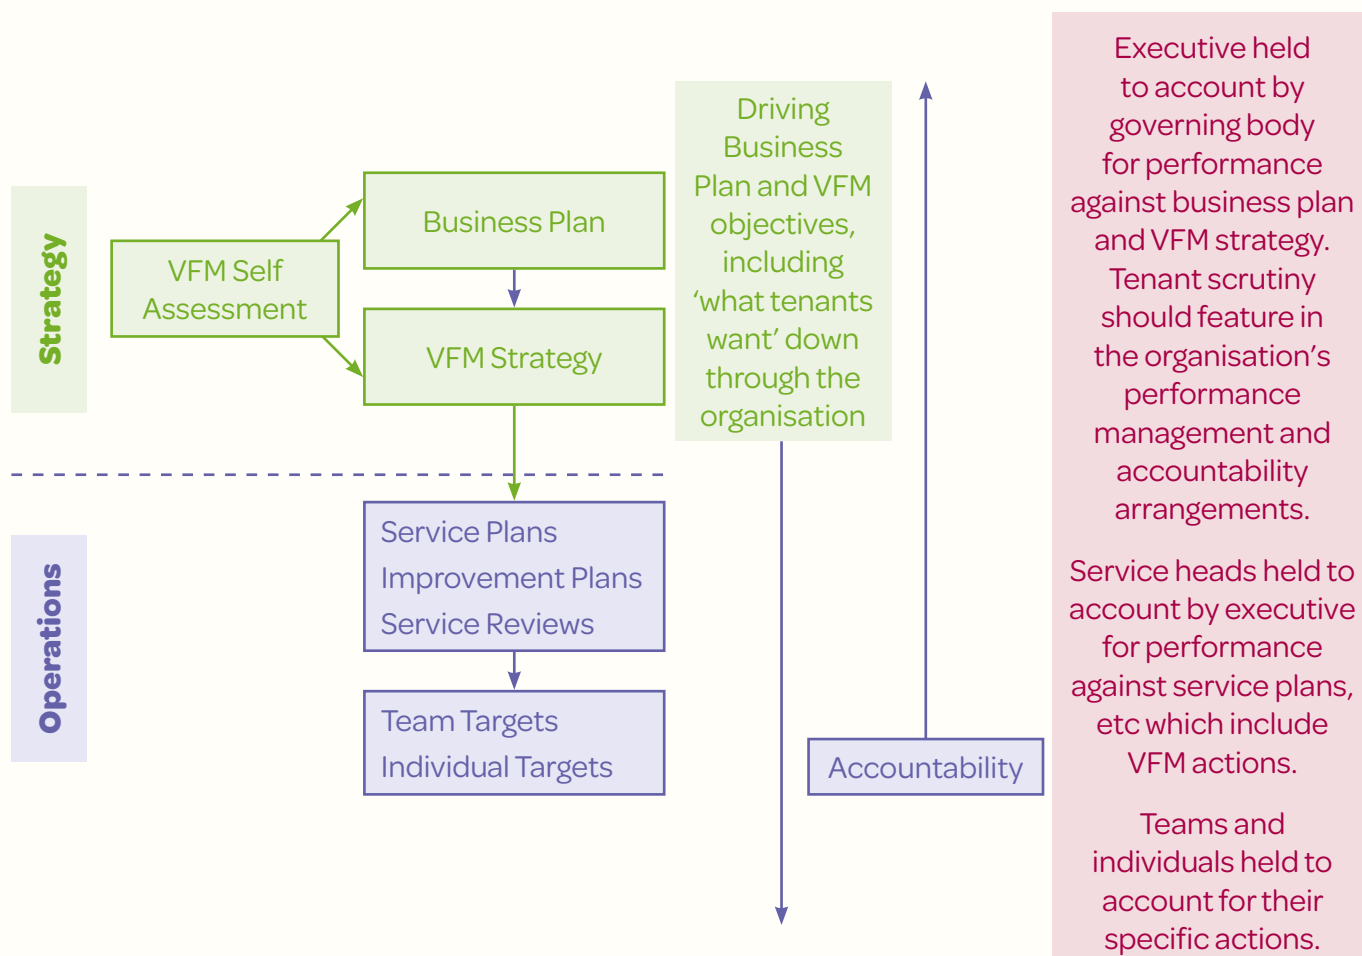 Strategy
VFM Self
Assessment
Business Plan
VFM Strategy
Driving
Business
Plan and VFM
objectives,
including
‘what tenants
want’ down
through the
organisation
Operations
Service Plans
Improvement Plans
Service Reviews
Team Targets
Individual Targets
Accountability
Executive held
to account by
governing body
for performance
against business plan
and VFM strategy.
Tenant scrutiny
should feature in
the organisation’s
performance
management and
accountability
arrangements.
Service heads held to
account by executive
for performance
against service plans,
etc which include
VFM actions.
Teams and
individuals held to
account for their
specific actions.